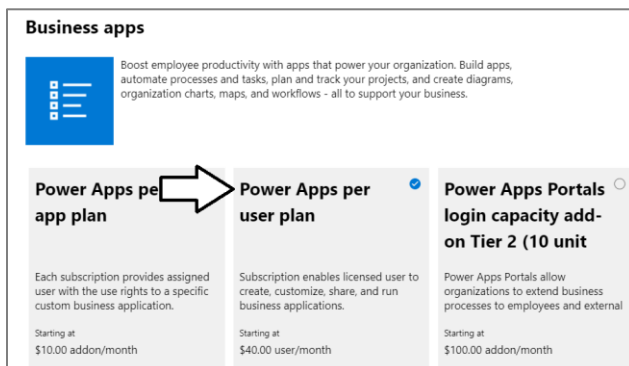 Business apps
Boost employee productivity with apps that power your organization. Build apps,
automate processes and tasks, plan and track your projects, and create diagrams,
organization charts, maps, and workflows - all to support your business.
Power Apps pe
app plan
Each subscription provides assigned
user with the use rights to a specific
custom business application.
Starting at
$10.00 addon/month
Power Apps per
user plan
Subscription enables licensed user to
create, customize, share, and run
business applications.
Starting at
$40.00 user/month
Power Apps Portals
login capacity add-
on Tier 2 (10 unit
Power Apps Portals allow
organizations to extend business
processes to employees and external
Starting at
$100.00 addon/month